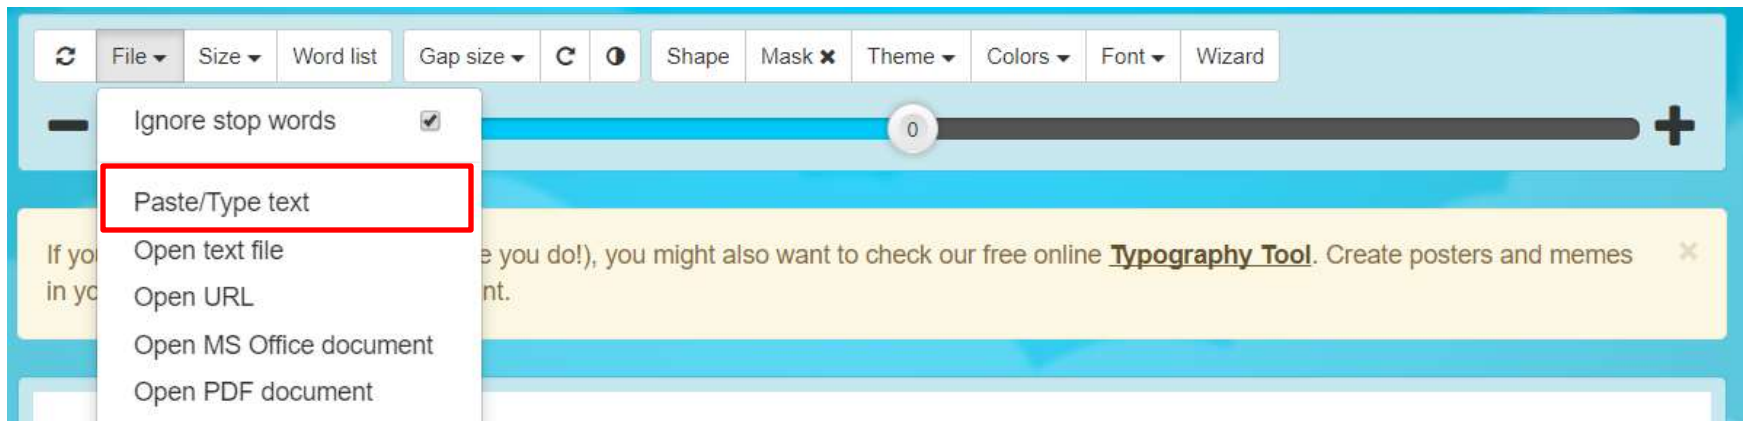 File Size Word list Gap size Shape Mask Theme Colors Font Wizard
Ignore stop words
0
Paste/Type text
Open text file
If you do!), you might also want to check our free online Typography Tool. Create posters and memes
Open URL
in nt.
Open MS Office document
Open PDF document